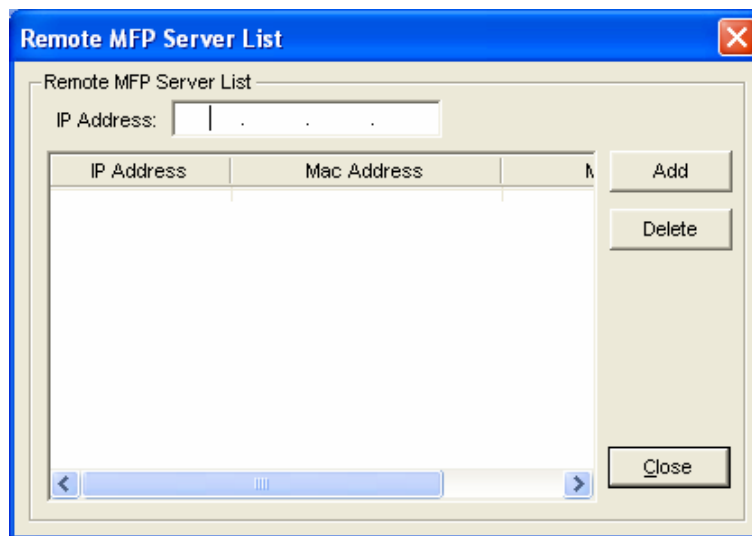 Remote MFP Server List
Remote MFP Server List
IP Address: . . .
IP Address Mac Address
Add
Delete
Close